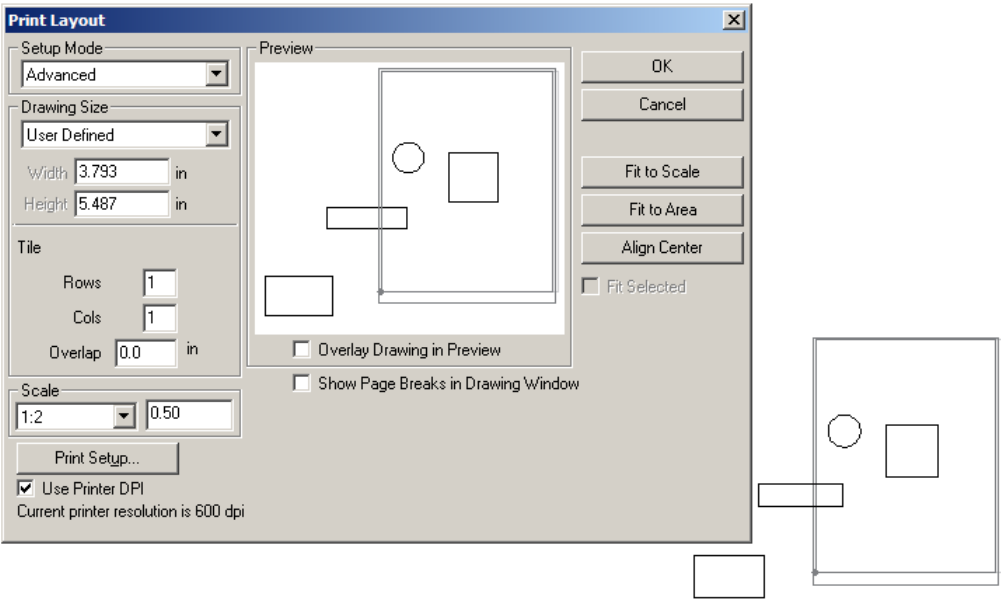 Print Layout
Setup Mode
Advanced
Drawing Size
User Defined
Width 3.793 in
Height 5.487 in
Tile
Rows 1
Cols 1
Overlap 0.0 in
Scale
1:2 0.50
Print Setup...
Use Printer DPI
Current printer resolution is 600 dpi
Preview
Overlay Drawing in Preview
Show Page Breaks in Drawing Window
OK
Cancel
Fit to Scale
Fit to Area
Align Center
Fit Selected